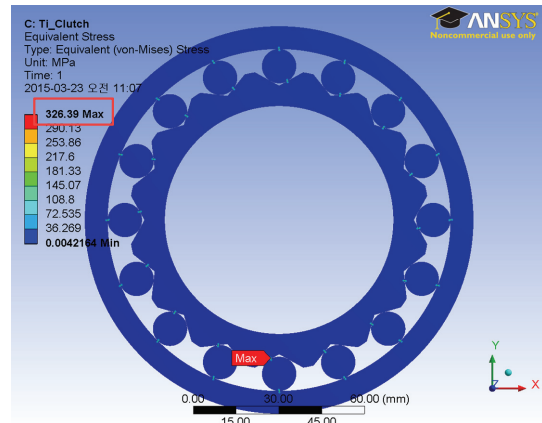 C: Ti_Clutch
Equivalent Stress
Type: Equivalent (von-Mises) Stress
Unit: MPa
Time: 1
2015-03-23 오전 11:07
ANSYS
Noncommercial use only
326.39 Max
290.13
253.86
217.6
181.33
145.07
108.8
72.535
36.269
0.0042164 Min
Max
Y
Z
X
0.00 30.00 60.00 (mm)
15.00 45.00